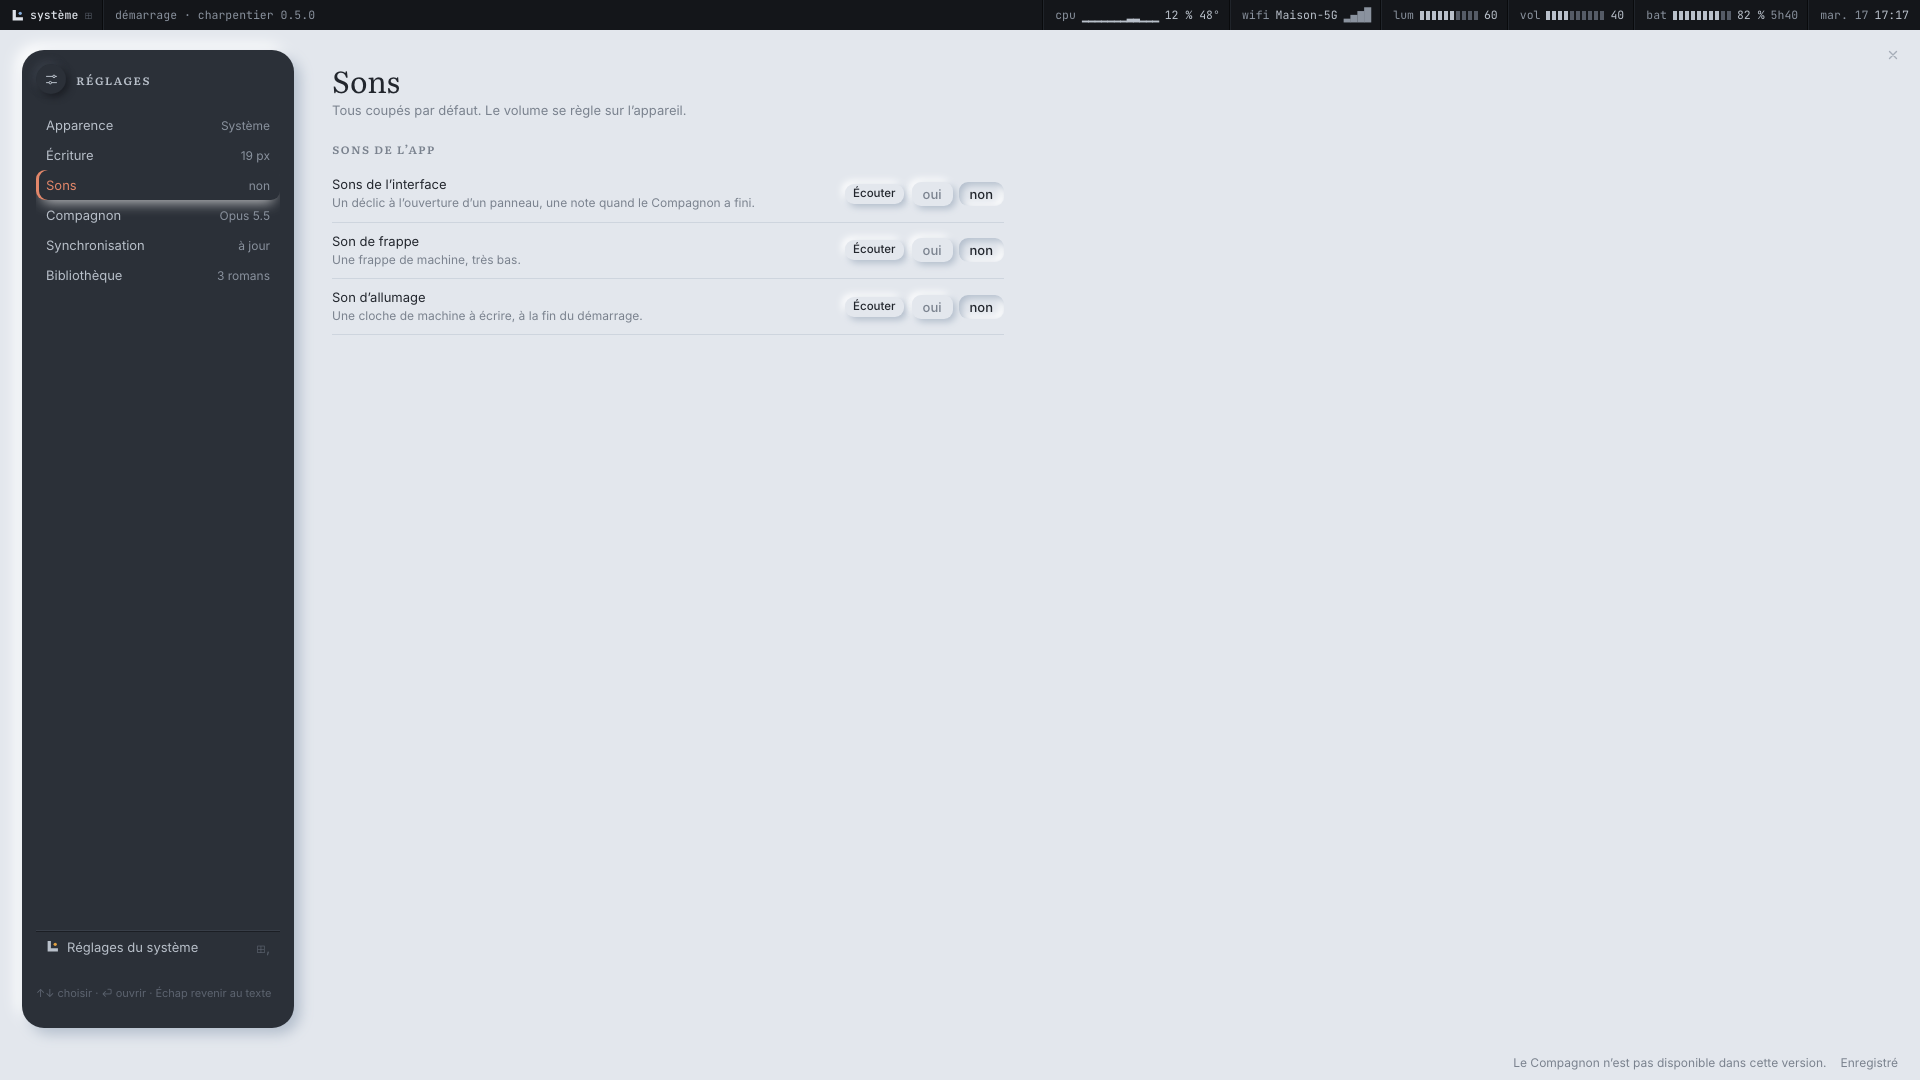 système ⊞ démarrage · charpentier 0.5.0 cpu 12 % 48° wifi Maison-5G lum 60 vol 40 bat 82 % 5h40 mar. 17 17:17
RÉGLAGES
Apparence Système
Écriture 19 px
Sons non
Compagnon Opus 5.5
Synchronisation à jour
Bibliothèque 3 romans
Réglages du système ⊞,
↑↓ choisir · ⏎ ouvrir · Échap revenir au texte
×
Sons
Tous coupés par défaut. Le volume se règle sur l’appareil.
SONS DE L’APP
Sons de l’interface Écouter oui non
Un déclic à l’ouverture d’un panneau, une note quand le Compagnon a fini.
Son de frappe Écouter oui non
Une frappe de machine, très bas.
Son d’allumage Écouter oui non
Une cloche de machine à écrire, à la fin du démarrage.
Le Compagnon n’est pas disponible dans cette version. Enregistré